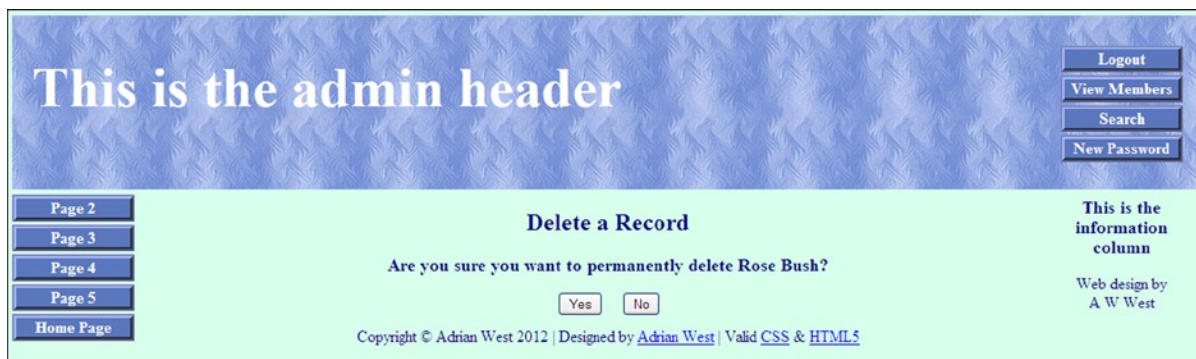 This is the admin header
Logout
View Members
Search
New Password
Page 2
Page 3
Page 4
Page 5
Home Page
Delete a Record
Are you sure you want to permanently delete Rose Bush?
Yes No
Copyright © Adrian West 2012 | Designed by Adrian West | Valid CSS & HTML5
This is the
information
column
Web design by
A W West